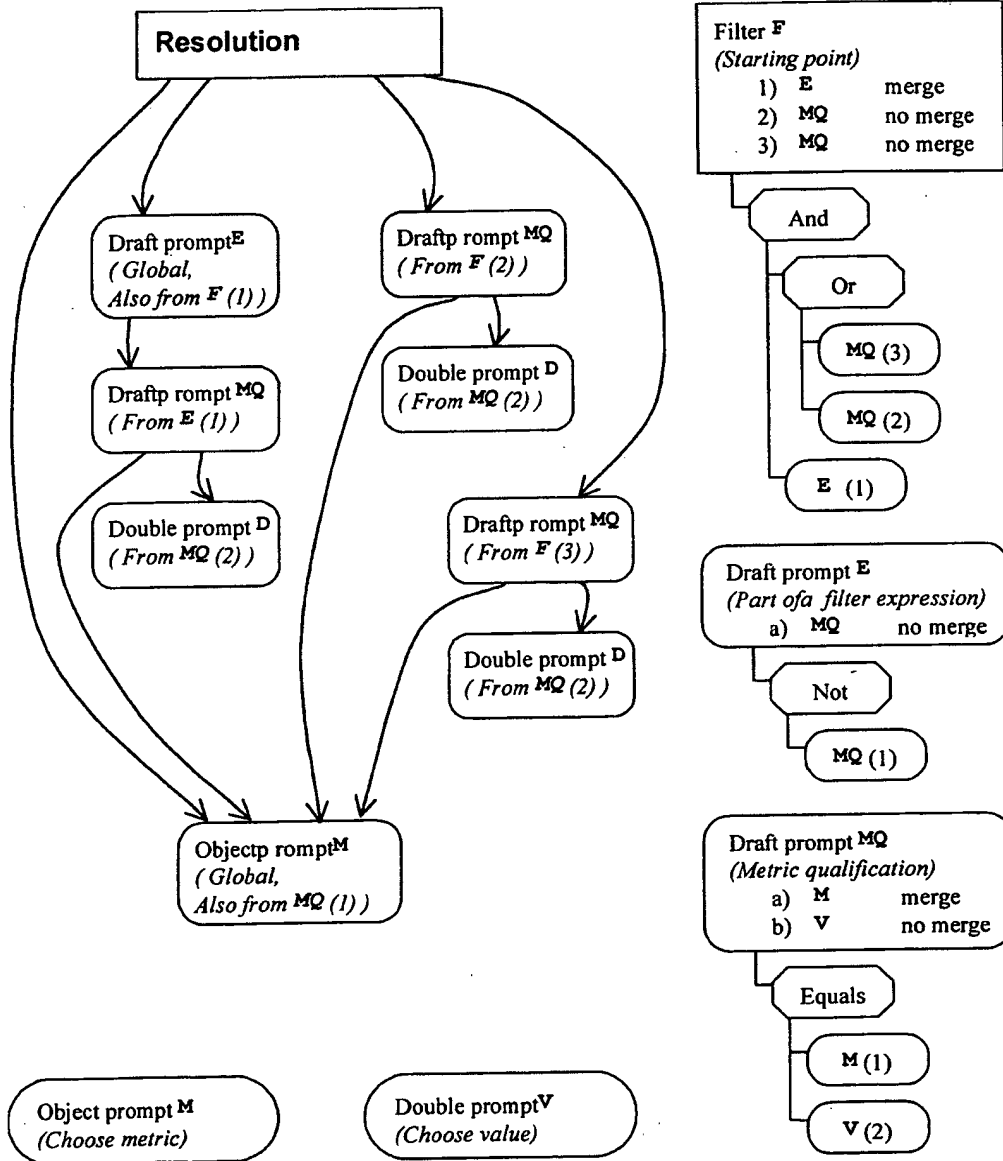 Resolution
Draft prompt E
( Global,
Also from F (1) )
Draftp rompt MQ
( From E (1) )
Double prompt D
( From MQ (2) )
Draftp rompt MQ
( From F (2) )
Double prompt D
( From MQ (2) )
Draftp rompt MQ
( From F (3) )
Double prompt D
( From MQ (2) )
Objectp rompt M
( Global,
Also from MQ (1) )
Object prompt M
(Choose metric)
Double prompt V
(Choose value)
Filter F
(Starting point)
1) E merge
2) MQ no merge
3) MQ no merge
And
Or
MQ (3)
MQ (2)
E (1)
Draft prompt E
(Part ofa filter expression)
a) MQ no merge
Not
MQ (1)
Draft prompt MQ
(Metric qualification)
a) M merge
b) V no merge
Equals
M (1)
V (2)